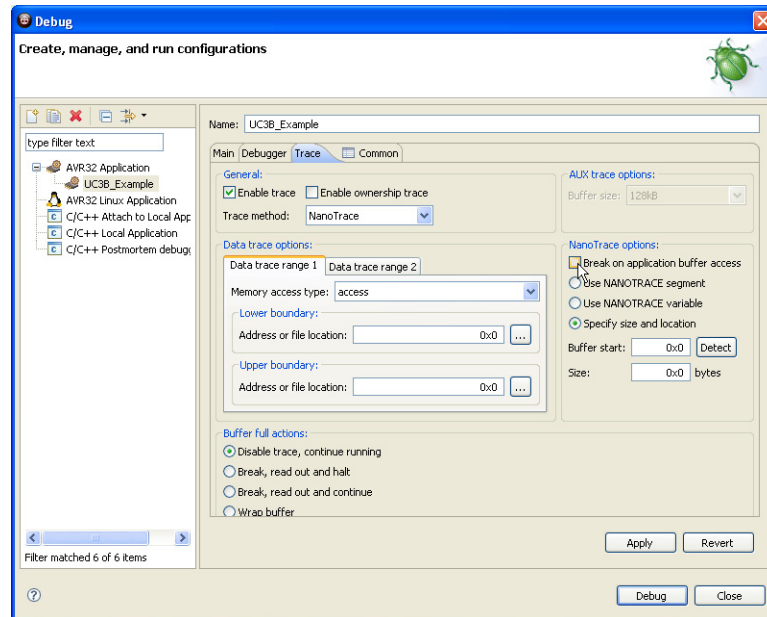 Debug
Create, manage, and run configurations
type filter text
AVR32 Application
UC3B_Example
AVR32 Linux Application
C/C++ Attach to Local App
C/C++ Local Application
C/C++ Postmortem debug
Filter matched 6 of 6 items
Name: UC3B_Example
Main Debugger Trace Common
General:
Enable trace Enable ownership trace
Trace method: NanoTrace
AUX trace options:
Buffer size: 128kB
Data trace options:
Data trace range 1 Data trace range 2
Memory access type: access
Lower boundary:
Address or file location: 0x0 ...
Upper boundary:
Address or file location: 0x0 ...
NanoTrace options:
Break on application buffer access
Use NANOTRACE segment
Use NANOTRACE variable
Specify size and location
Buffer start: 0x0 Detect
Size: 0x0 bytes
Buffer full actions:
Disable trace, continue running
Break, read out and halt
Break, read out and continue
Wrap buffer
Apply Revert
? Debug Close